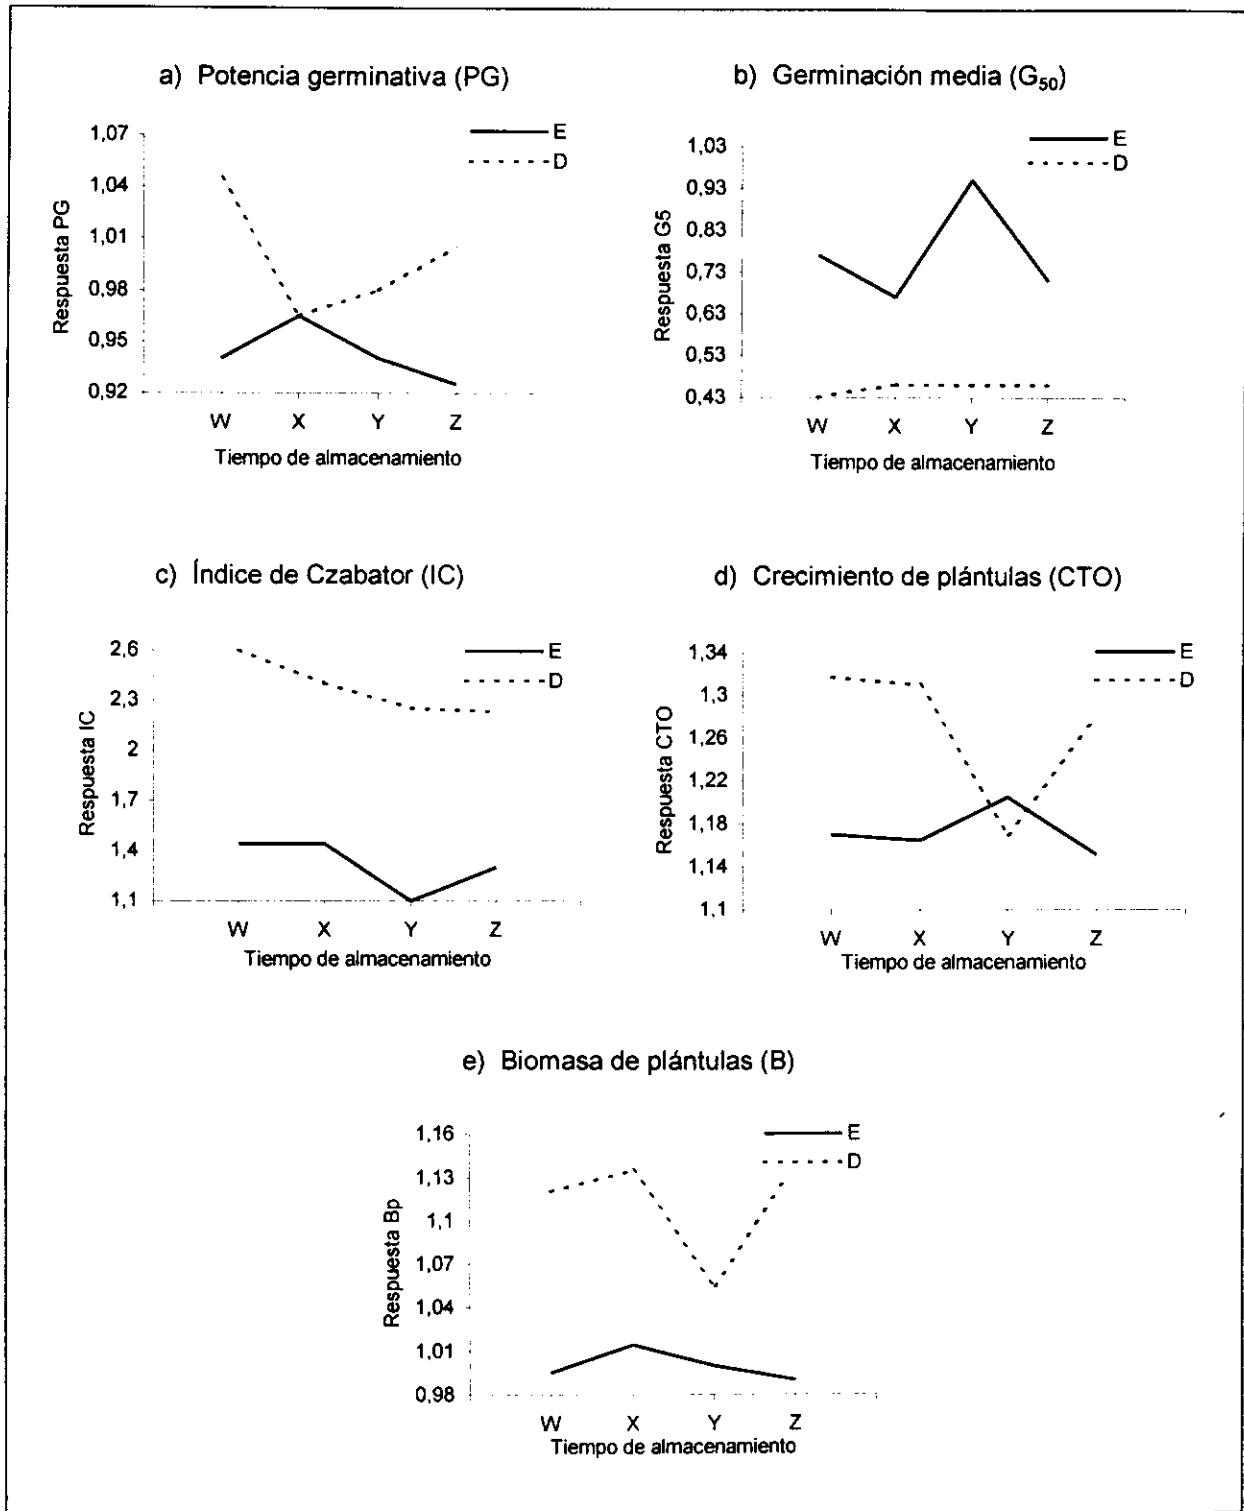 a) Potencia germinativa (PG)
E
D
1,07
1,04
1,01
0,98
0,95
0,92
Respuesta PG
W X Y Z
Tiempo de almacenamiento
b) Germinación media (G50)
E
D
1,03
0,93
0,83
0,73
0,63
0,53
0,43
Respuesta G5
W X Y Z
Tiempo de almacenamiento
c) Índice de Czabator (IC)
E
D
2,6
2,3
2
1,7
1,4
1,1
Respuesta IC
W X Y Z
Tiempo de almacenamiento
d) Crecimiento de plántulas (CTO)
E
D
1,34
1,3
1,26
1,22
1,18
1,14
1,1
Respuesta CTO
W X Y Z
Tiempo de almacenamiento
e) Biomasa de plántulas (B)
E
D
1,16
1,13
1,1
1,07
1,04
1,01
0,98
Respuesta Bp
W X Y Z
Tiempo de almacenamiento